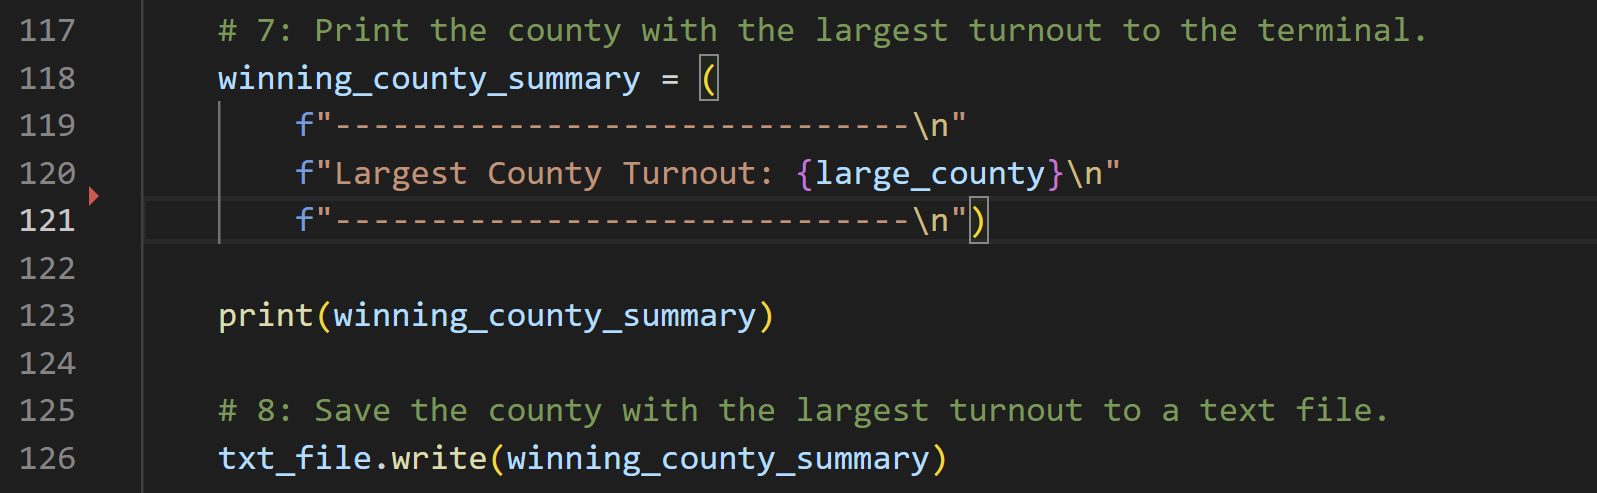 117 # 7: Print the county with the largest turnout to the terminal.
118 winning_county_summary = (
119 f"------------------------------\n"
120 f"Largest County Turnout: {large_county}\n"
121 f"------------------------------\n")
122
123 print(winning_county_summary)
124
125 # 8: Save the county with the largest turnout to a text file.
126 txt_file.write(winning_county_summary)